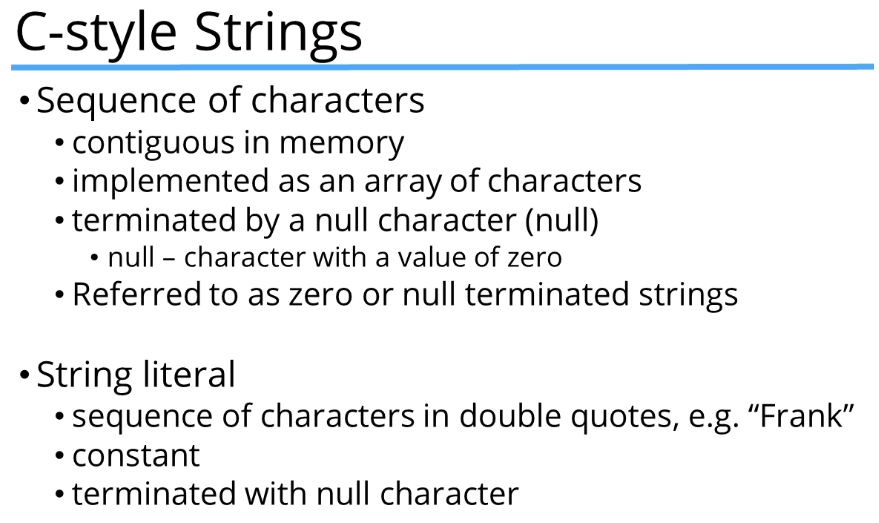 C-style Strings
• Sequence of characters
• contiguous in memory
• implemented as an array of characters
• terminated by a null character (null)
• null – character with a value of zero
• Referred to as zero or null terminated strings
• String literal
• sequence of characters in double quotes, e.g. “Frank”
• constant
• terminated with null character